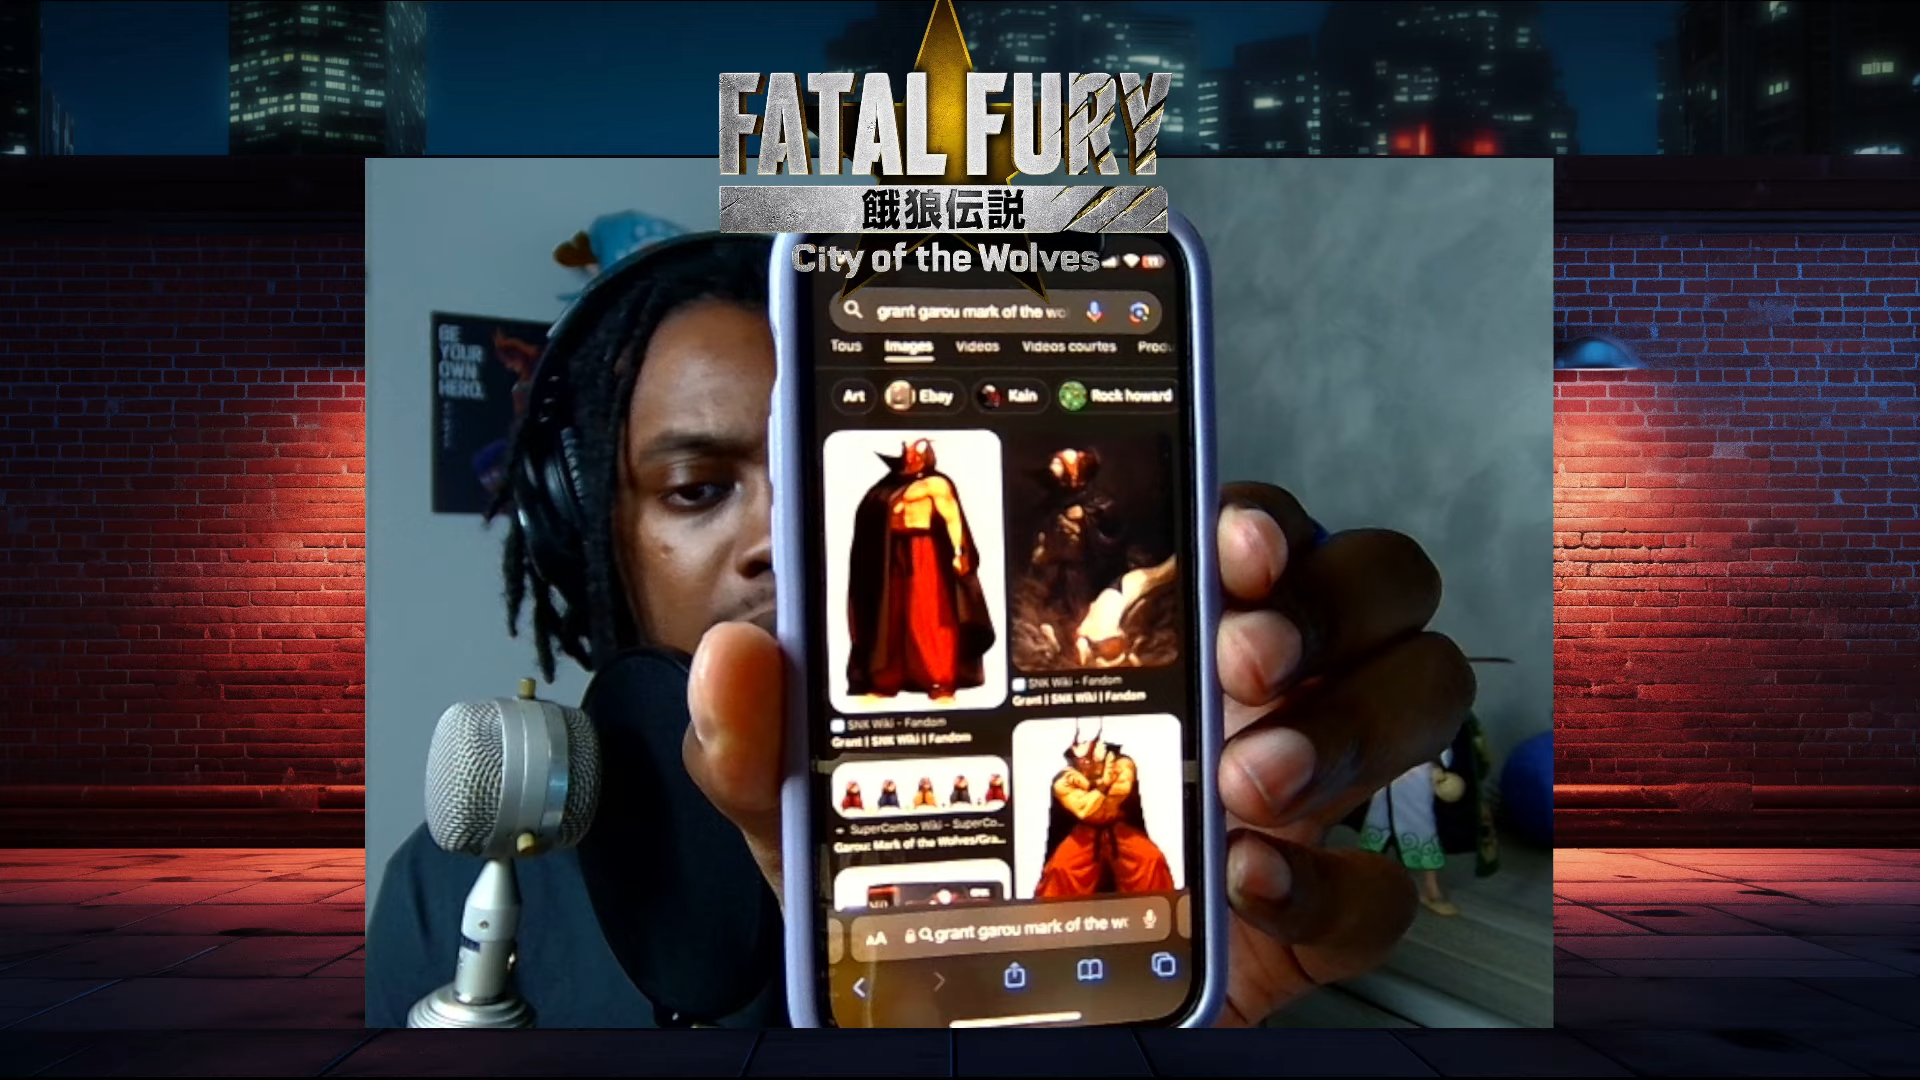 FATAL FURY
餓狼伝説
City of the Wolves
BE
YOUR
OWN
HERO.
grant garou mark of the wo
Tous Images Vidéos Vidéos courtes Prod
Art Ebay Kain Rock howard
SNK Wiki - Fandom
Grant | SNK Wiki | Fandom
SNK Wiki - Fandom
Grant | SNK Wiki | Fandom
SuperCombo Wiki - SuperCo...
Garou: Mark of the Wolves/Gra...
AA grant garou mark of the w